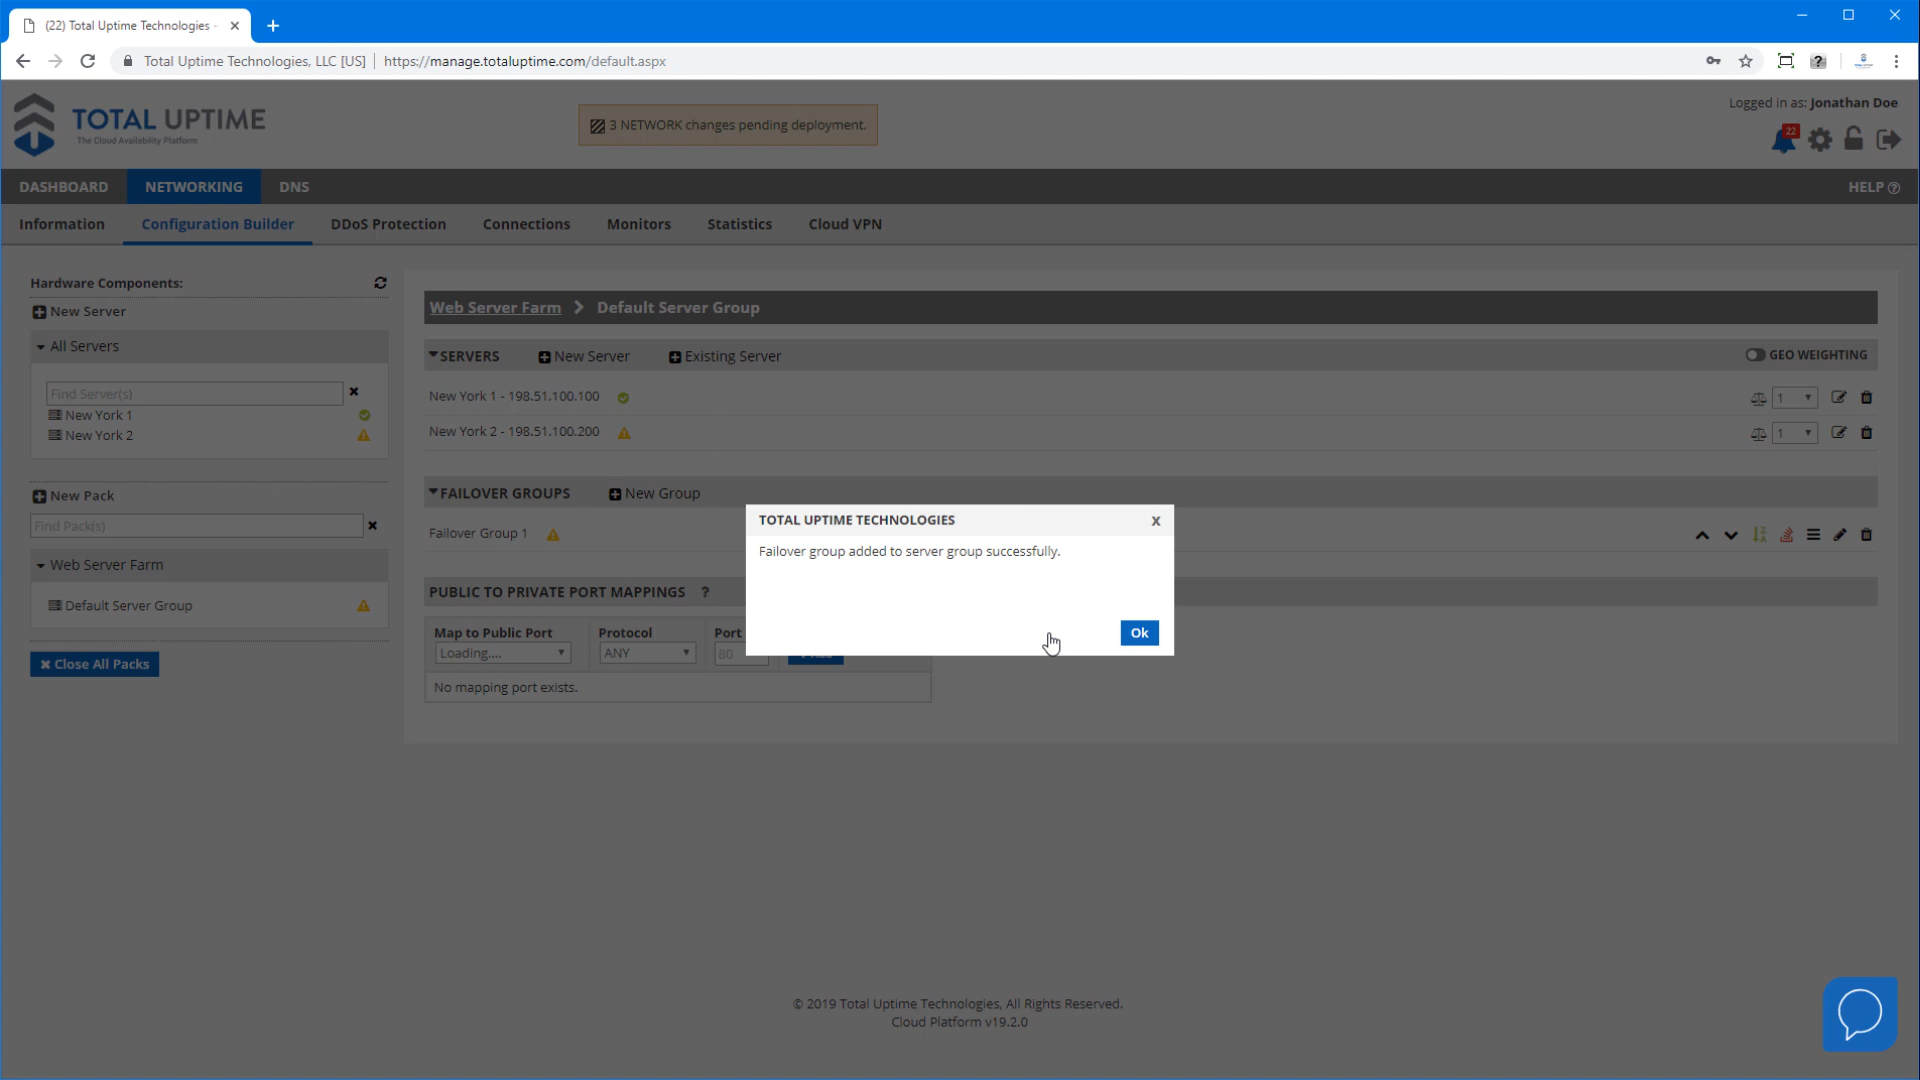 (22) Total Uptime Technologies -
Total Uptime Technologies, LLC [US] https://manage.totaluptime.com/default.aspx
TOTAL UPTIME
The Cloud Availability Platform
3 NETWORK changes pending deployment.
Logged in as: Jonathan Doe
22
DASHBOARD NETWORKING DNS HELP ?
Information Configuration Builder DDoS Protection Connections Monitors Statistics Cloud VPN
Hardware Components:
New Server
All Servers
Find Server(s)
New York 1
New York 2
New Pack
Find Pack(s)
Web Server Farm
Default Server Group
Close All Packs
Web Server Farm > Default Server Group
SERVERS New Server Existing Server GEO WEIGHTING
New York 1 - 198.51.100.100 1
New York 2 - 198.51.100.200 1
FAILOVER GROUPS New Group
Failover Group 1
PUBLIC TO PRIVATE PORT MAPPINGS ?
Map to Public Port Protocol Port
Loading.... ANY 80
No mapping port exists.
TOTAL UPTIME TECHNOLOGIES x
Failover group added to server group successfully.
Ok
© 2019 Total Uptime Technologies, All Rights Reserved.
Cloud Platform v19.2.0